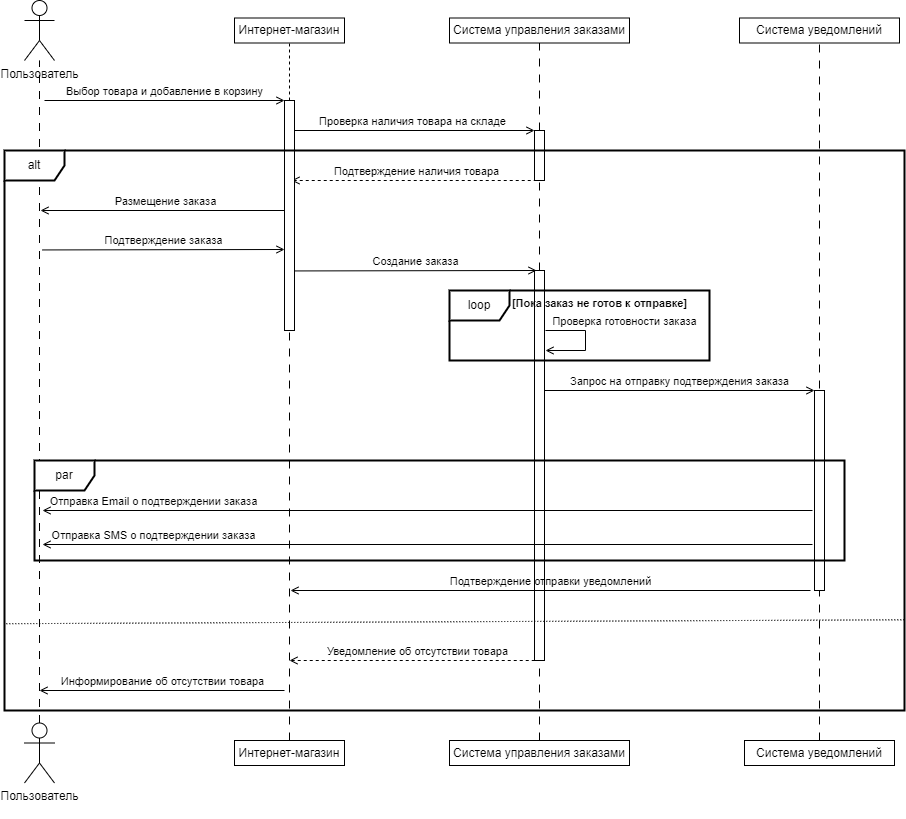 Интернет-магазин
Система управления заказами
Система уведомлений
Пользователь
Выбор товара и добавление в корзину
Проверка наличия товара на складе
alt
Подтверждение наличия товара
Размещение заказа
Подтверждение заказа
Создание заказа
loop
[Пока заказ не готов к отправке]
Проверка готовности заказа
Запрос на отправку подтверждения заказа
par
Отправка Email о подтверждении заказа
Отправка SMS о подтверждении заказа
Подтверждение отправки уведомлений
Уведомление об отсутствии товара
Информирование об отсутствии товара
Интернет-магазин
Система управления заказами
Система уведомлений
Пользователь